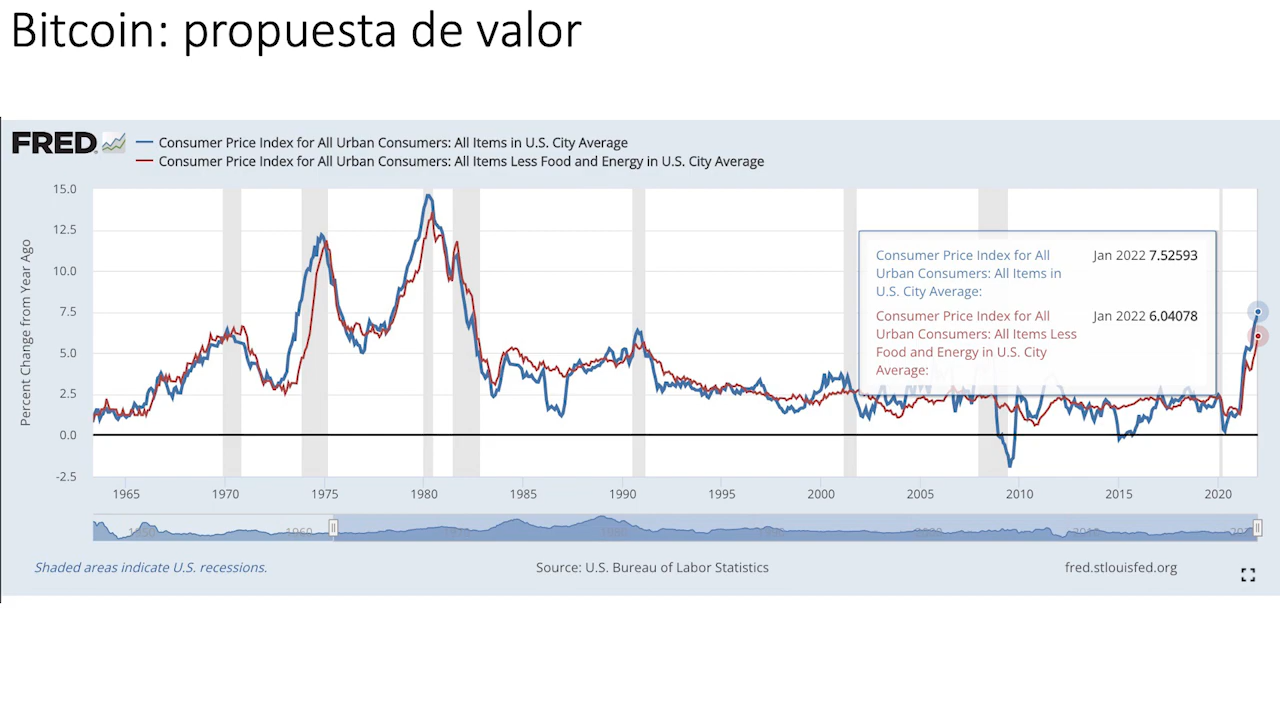 Bitcoin: propuesta de valor
FRED
Consumer Price Index for All Urban Consumers: All Items in U.S. City Average
Consumer Price Index for All Urban Consumers: All Items Less Food and Energy in U.S. City Average
Percent Change from Year Ago
15.0
12.5
10.0
7.5
5.0
2.5
0.0
-2.5
Consumer Price Index for All Jan 2022 7.52593
Urban Consumers: All Items in
U.S. City Average:
Consumer Price Index for All Jan 2022 6.04078
Urban Consumers: All Items Less
Food and Energy in U.S. City
Average:
1965 1970 1975 1980 1985 1990 1995 2000 2005 2010 2015 2020
1950 1960
Shaded areas indicate U.S. recessions. Source: U.S. Bureau of Labor Statistics fred.stlouisfed.org